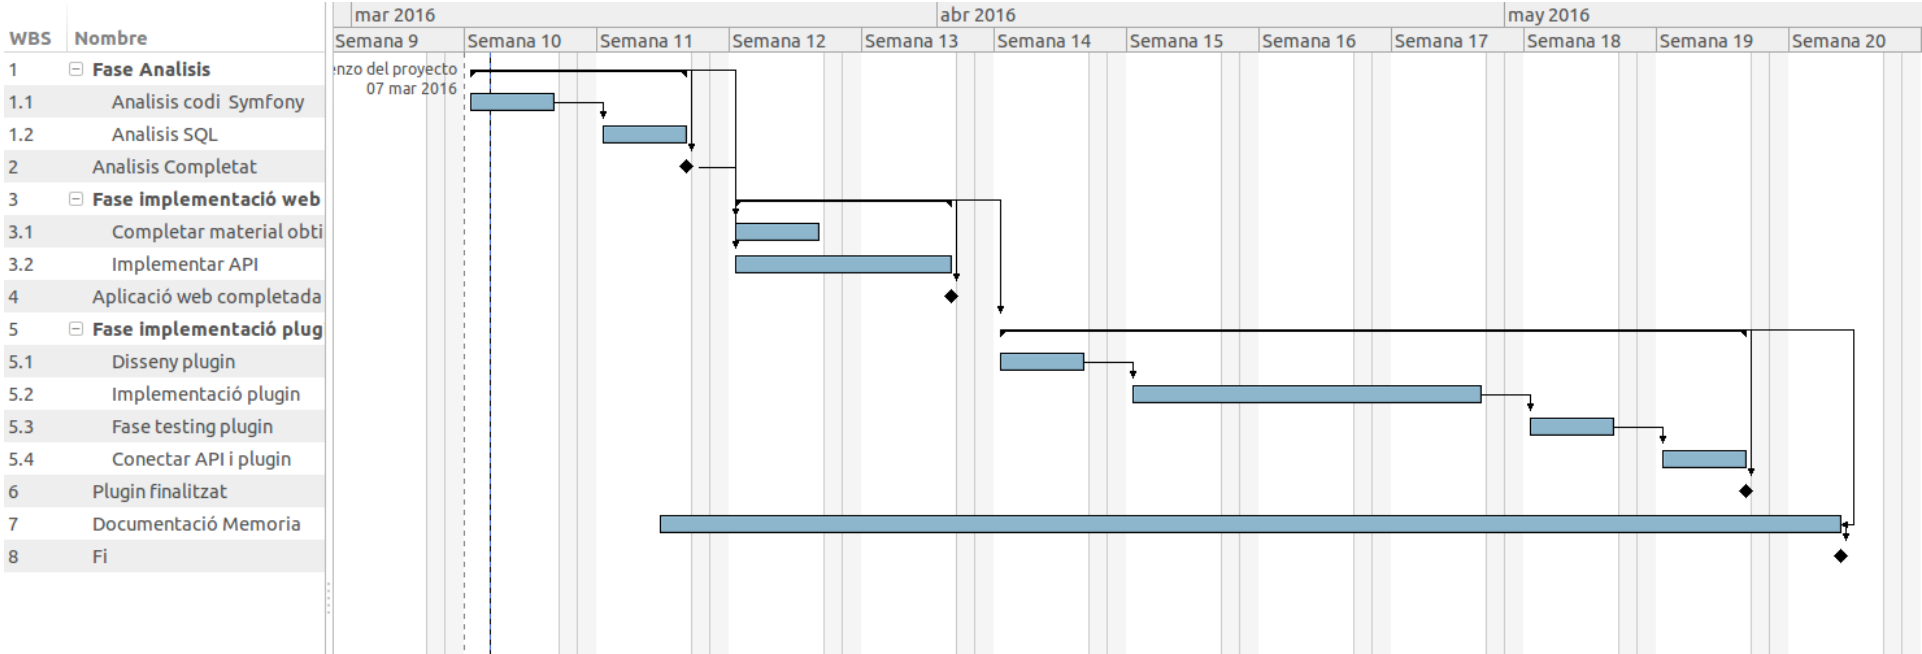 mar 2016 abr 2016 may 2016
WBS Nombre Semana 9 Semana 10 Semana 11 Semana 12 Semana 13 Semana 14 Semana 15 Semana 16 Semana 17 Semana 18 Semana 19 Semana 20
1 Fase Analisis enzo del proyecto
07 mar 2016
1.1 Analisis codi Symfony
1.2 Analisis SQL
2 Analisis Completat
3 Fase implementació web
3.1 Completar material obti
3.2 Implementar API
4 Aplicació web completada
5 Fase implementació plug
5.1 Disseny plugin
5.2 Implementació plugin
5.3 Fase testing plugin
5.4 Conectar API i plugin
6 Plugin finalitzat
7 Documentació Memoria
8 Fi